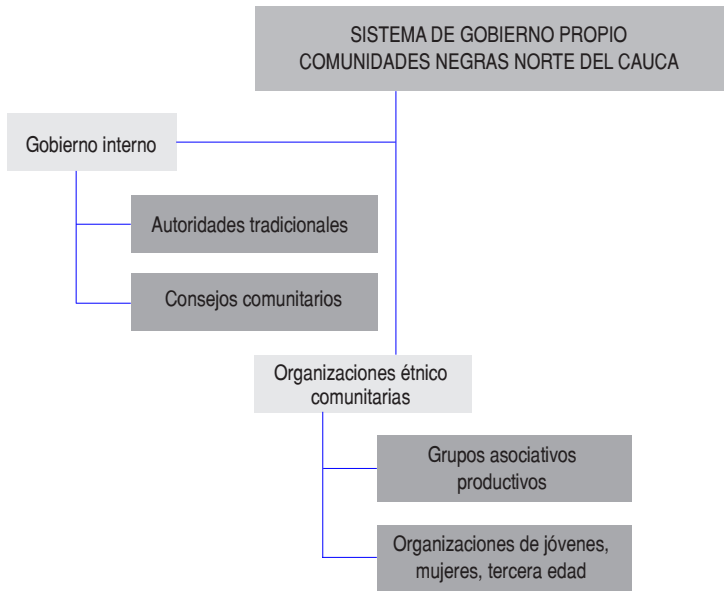 SISTEMA DE GOBIERNO PROPIO
COMUNIDADES NEGRAS NORTE DEL CAUCA
Gobierno interno
Autoridades tradicionales
Consejos comunitarios
Organizaciones étnico
comunitarias
Grupos asociativos
productivos
Organizaciones de jóvenes,
mujeres, tercera edad